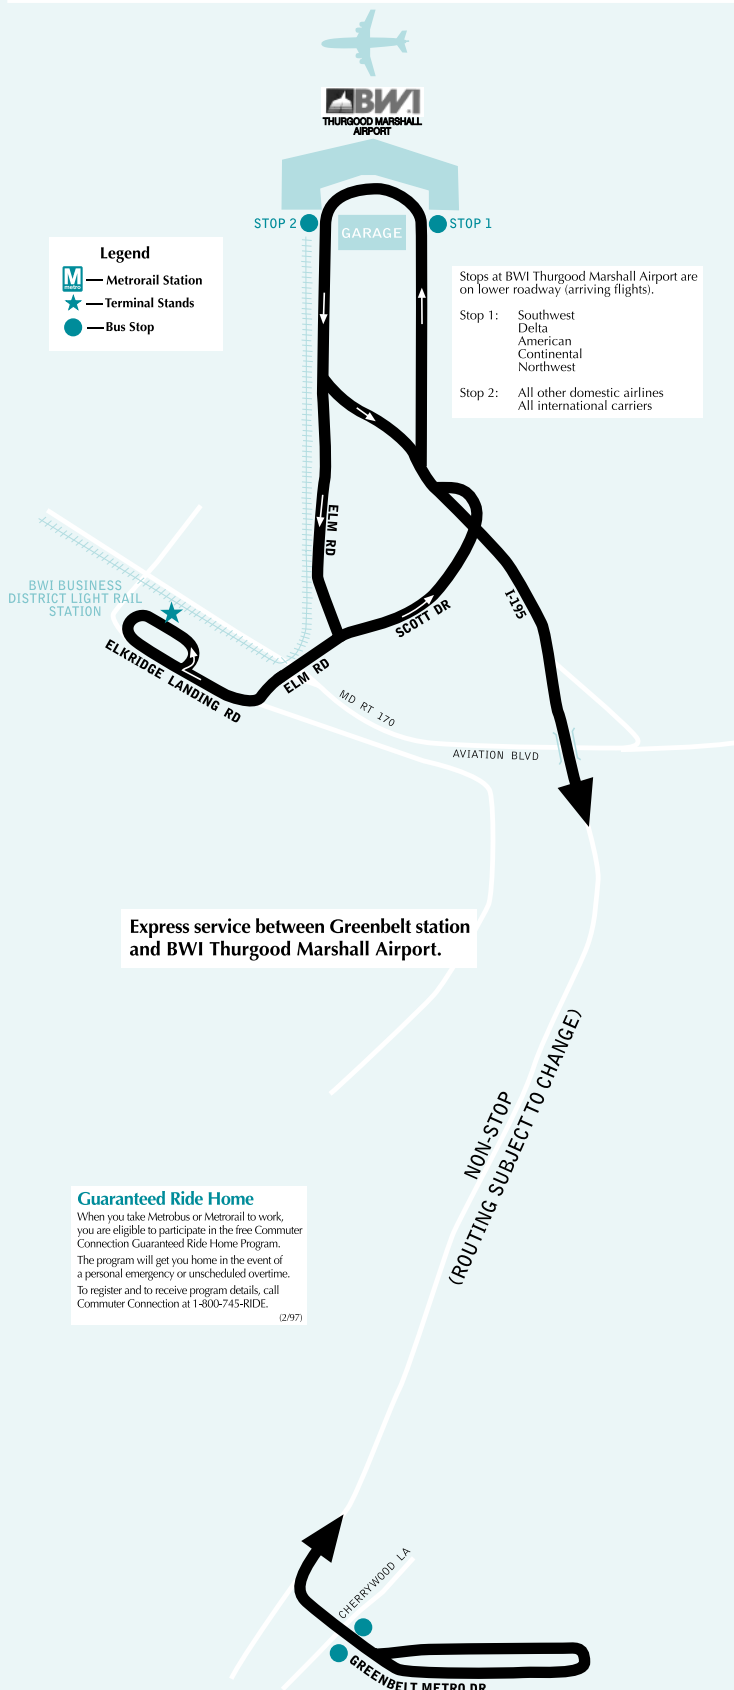 BWI
THURGOOD MARSHALL
AIRPORT
STOP 2
GARAGE
STOP 1
Legend
M
metro
Metrorail Station
Terminal Stands
Bus Stop
Stops at BWI Thurgood Marshall Airport are
on lower roadway (arriving flights).
Stop 1: Southwest
Delta
American
Continental
Northwest
Stop 2: All other domestic airlines
All international carriers
ELM RD
BWI BUSINESS
DISTRICT LIGHT RAIL
STATION
I-195
SCOTT DR
ELKRIDGE LANDING RD
ELM RD
MD RT 170
AVIATION BLVD
Express service between Greenbelt station
and BWI Thurgood Marshall Airport.
NON-STOP
(ROUTING SUBJECT TO CHANGE)
Guaranteed Ride Home
When you take Metrobus or Metrorail to work,
you are eligible to participate in the free Commuter
Connection Guaranteed Ride Home Program.
The program will get you home in the event of
a personal emergency or unscheduled overtime.
To register and to receive program details, call
Commuter Connection at 1-800-745-RIDE.
(2/97)
CHERRYWOOD LA
GREENBELT METRO DR